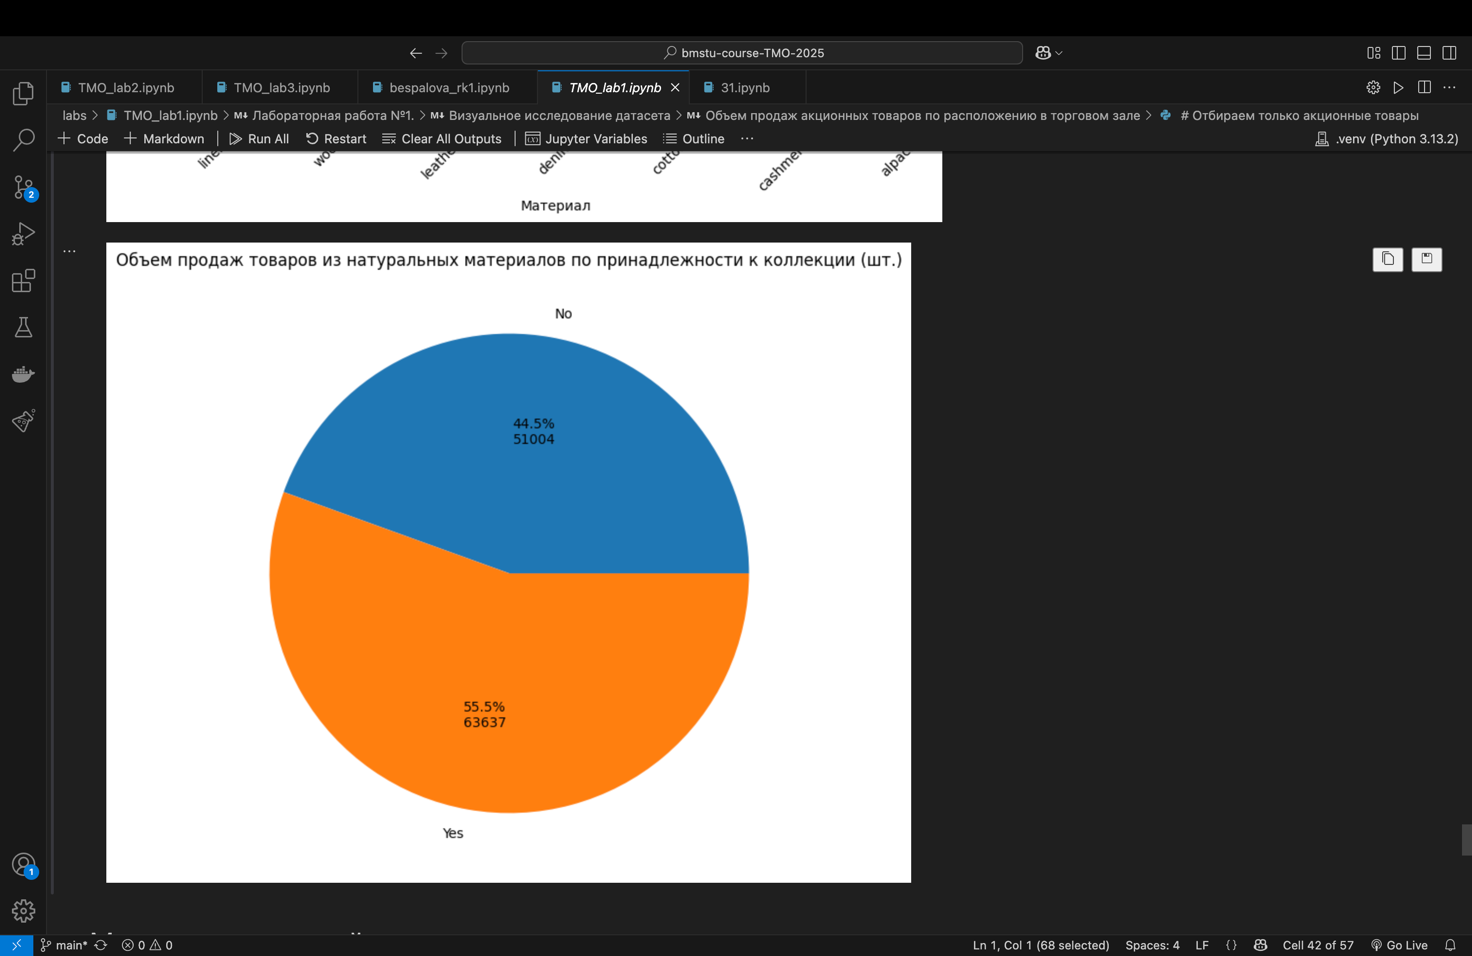 bmstu-course-TMO-2025
TMO_lab2.ipynb TMO_lab3.ipynb bespalova_rk1.ipynb TMO_lab1.ipynb 31.ipynb
labs > TMO_lab1.ipynb > M↓ Лабораторная работа №1. > M↓ Визуальное исследование датасета > M↓ Объем продаж акционных товаров по расположению в торговом зале > # Отбираем только акционные товары
+ Code + Markdown Run All Restart Clear All Outputs Jupyter Variables Outline ... .venv (Python 3.13.2)
Материал
Объем продаж товаров из натуральных материалов по принадлежности к коллекции (шт.)
No
44.5%
51004
55.5%
63637
Yes
2
1
main* 0 0 Ln 1, Col 1 (68 selected) Spaces: 4 LF {} Cell 42 of 57 Go Live